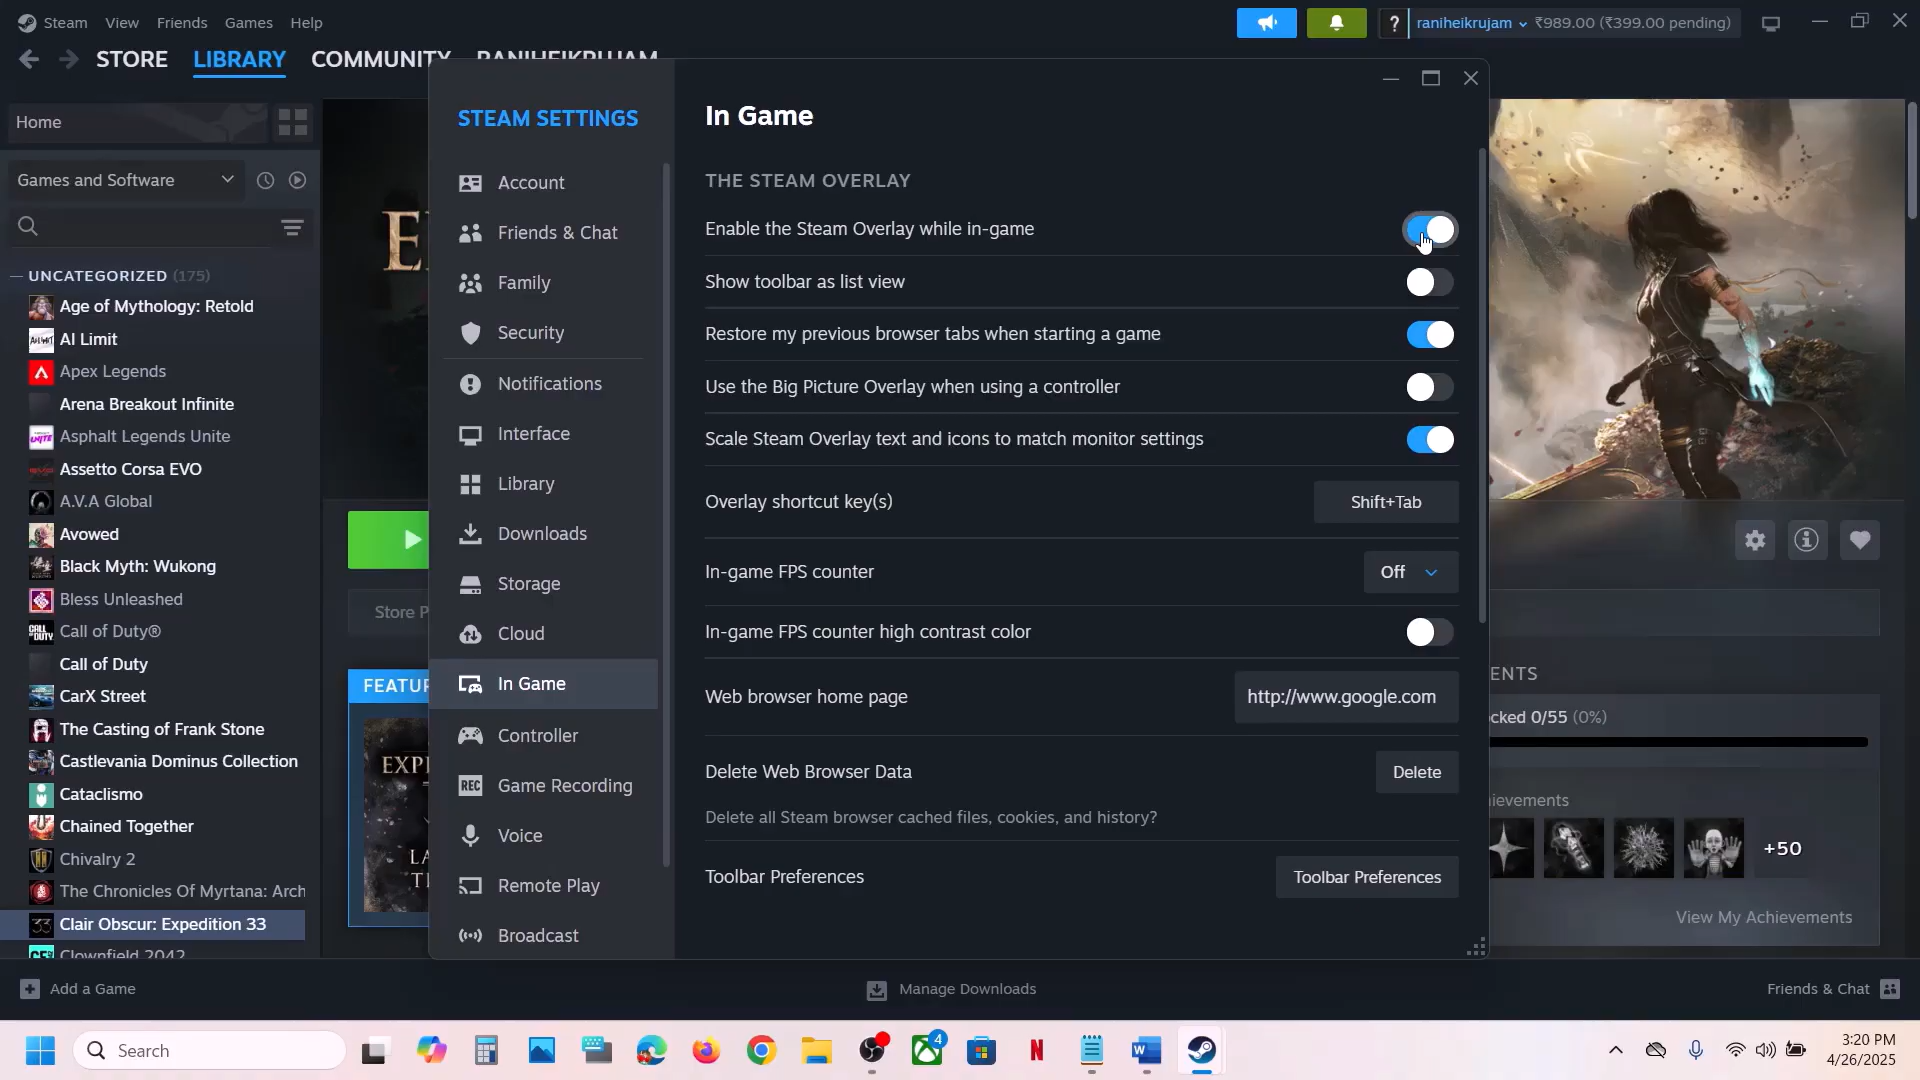 Steam View Friends Games Help
? raniheikrujam ₹989.00 (₹399.00 pending)
STORE LIBRARY COMMUNITY RANIHEIKRUJAM
Home
Games and Software
UNCATEGORIZED (175)
Age of Mythology: Retold
AI Limit
Apex Legends
Arena Breakout Infinite
Asphalt Legends Unite
Assetto Corsa EVO
A.V.A Global
Avowed
Black Myth: Wukong
Bless Unleashed
Call of Duty®
Call of Duty
CarX Street
The Casting of Frank Stone
Castlevania Dominus Collection
Cataclismo
Chained Together
Chivalry 2
The Chronicles Of Myrtana: Arch
Clair Obscur: Expedition 33
Clownfield 2042
Add a Game
Store P
FEATUR
STEAM SETTINGS
Account
Friends & Chat
Family
Security
Notifications
Interface
Library
Downloads
Storage
Cloud
In Game
Controller
REC Game Recording
Voice
Remote Play
Broadcast
In Game
THE STEAM OVERLAY
Enable the Steam Overlay while in-game
Show toolbar as list view
Restore my previous browser tabs when starting a game
Use the Big Picture Overlay when using a controller
Scale Steam Overlay text and icons to match monitor settings
Overlay shortcut key(s) Shift+Tab
In-game FPS counter Off
In-game FPS counter high contrast color
Web browser home page http://www.google.com
Delete Web Browser Data Delete
Delete all Steam browser cached files, cookies, and history?
Toolbar Preferences Toolbar Preferences
ENTS
cked 0/55 (0%)
ievements
+50
View My Achievements
Manage Downloads
Friends & Chat
Search
4
3:20 PM
4/26/2025